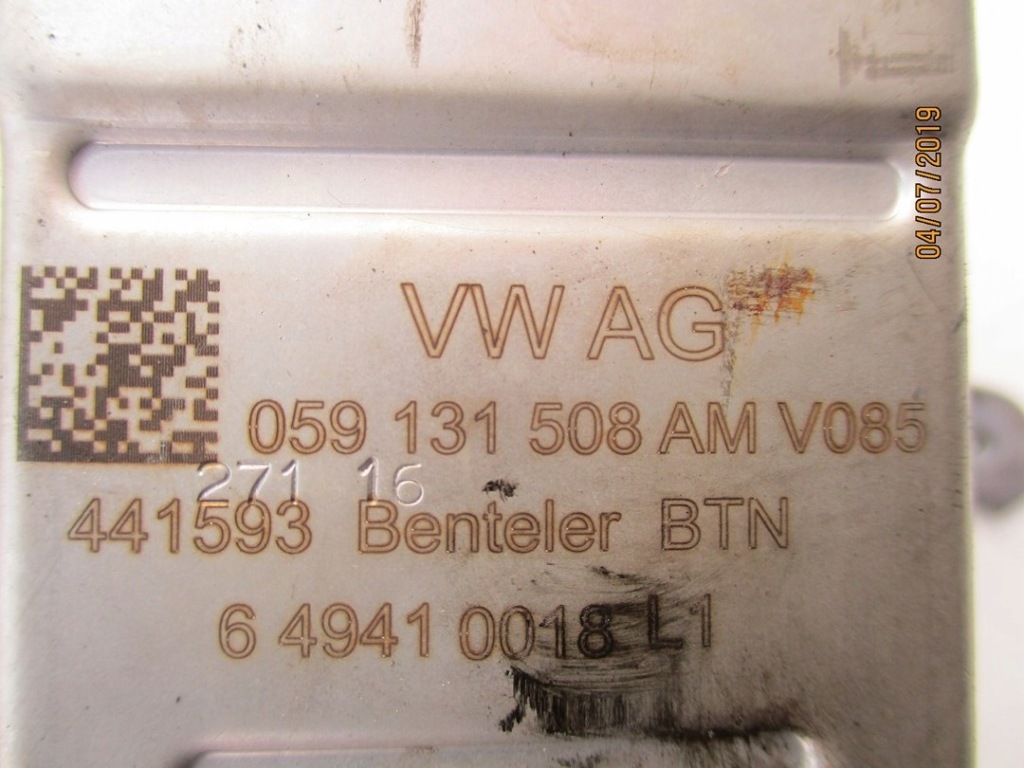 04/07/2019
VW AG
059 131 508 AM V085
271 16
441593 Benteler BTN
6 4941 0018 L1